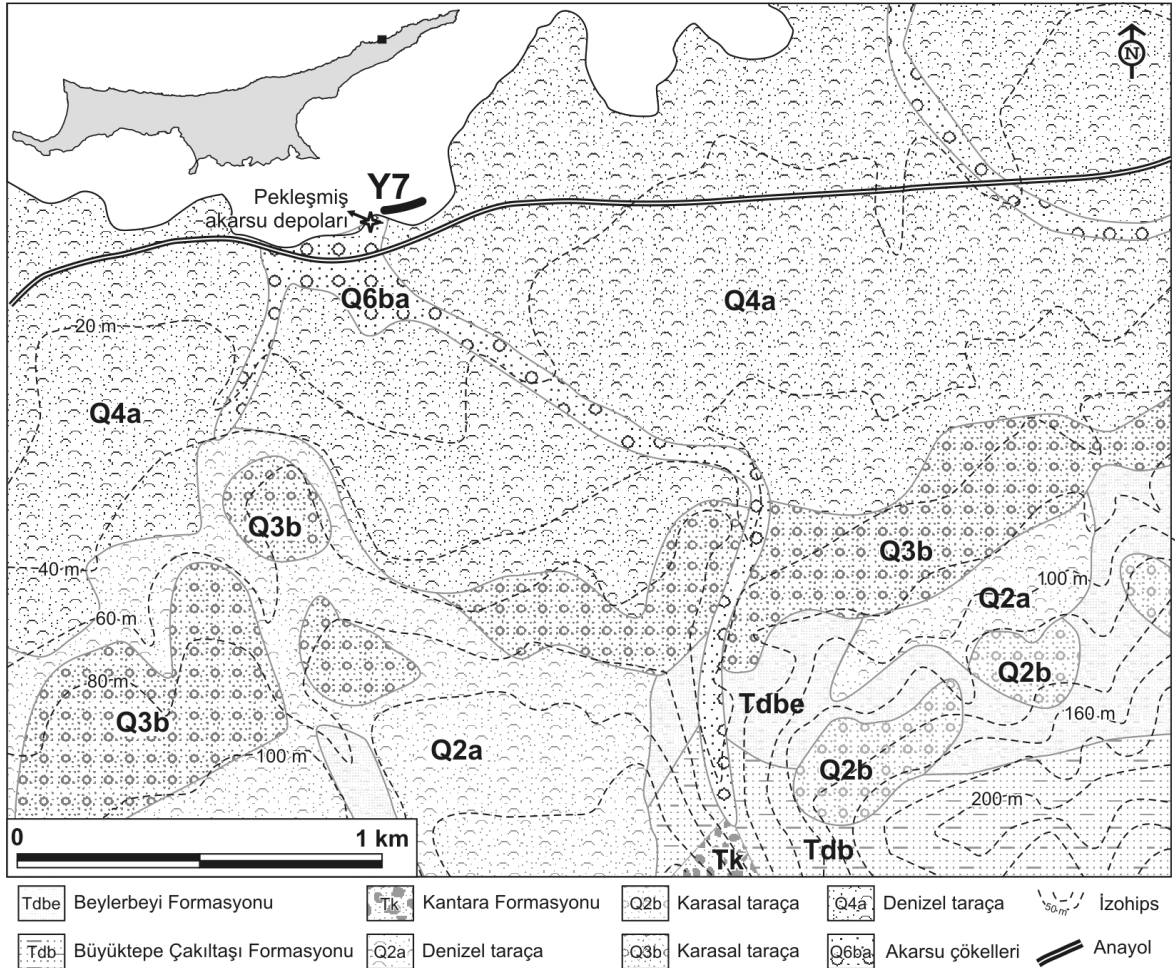 N
Y7
Pekleşmiş
akarsu depoları
Q6ba
Q4a
20 m
Q4a
Q3b
Q3b
40 m
100 m
Q2a
60 m
Q2b
80 m
Tdbe
Q3b
160 m
Q2a
100 m
Q2b
200 m
Tk
Tdb
0 1 km
Tdbe Beylerbeyi Formasyonu
Tk Kantara Formasyonu
Q2b Karasal taraça
Q4a Denizel taraça
50 m İzohips
Tdb Büyüktepe Çakıltaşı Formasyonu
Q2a Denizel taraça
Q3b Karasal taraça
Q6ba Akarsu çökelleri
Anayol